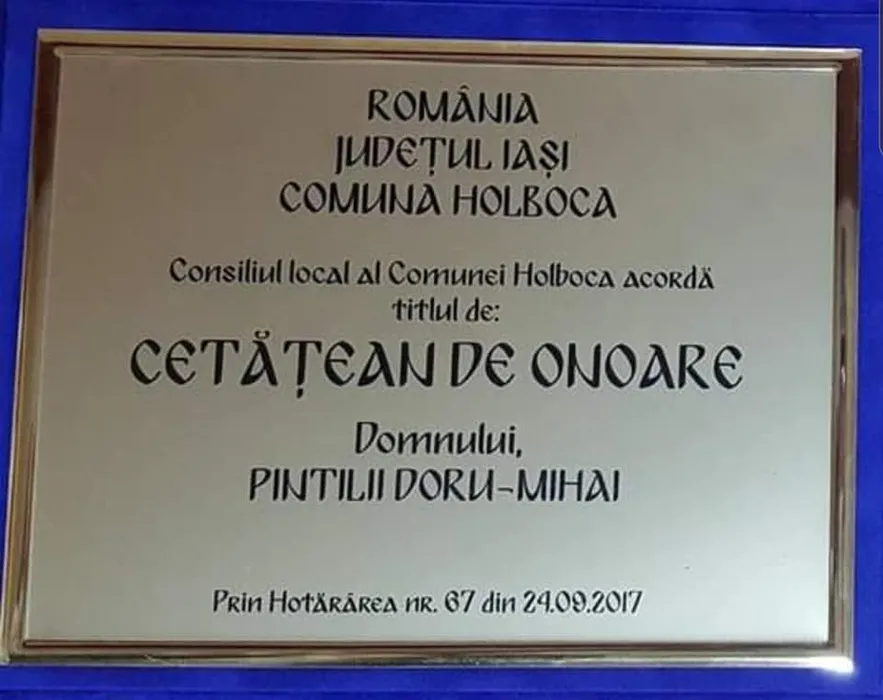 ROMÂNIA
JUDEȚUL IAȘI
COMUNA HOLBOCA
Consiliul local al Comunei Holboca acordă
titlul de:
CETĂȚEAN DE ONOARE
Domnului,
PINTILII DORU-MIHAI
Prin Hotărârea nr. 67 din 29.09.2017